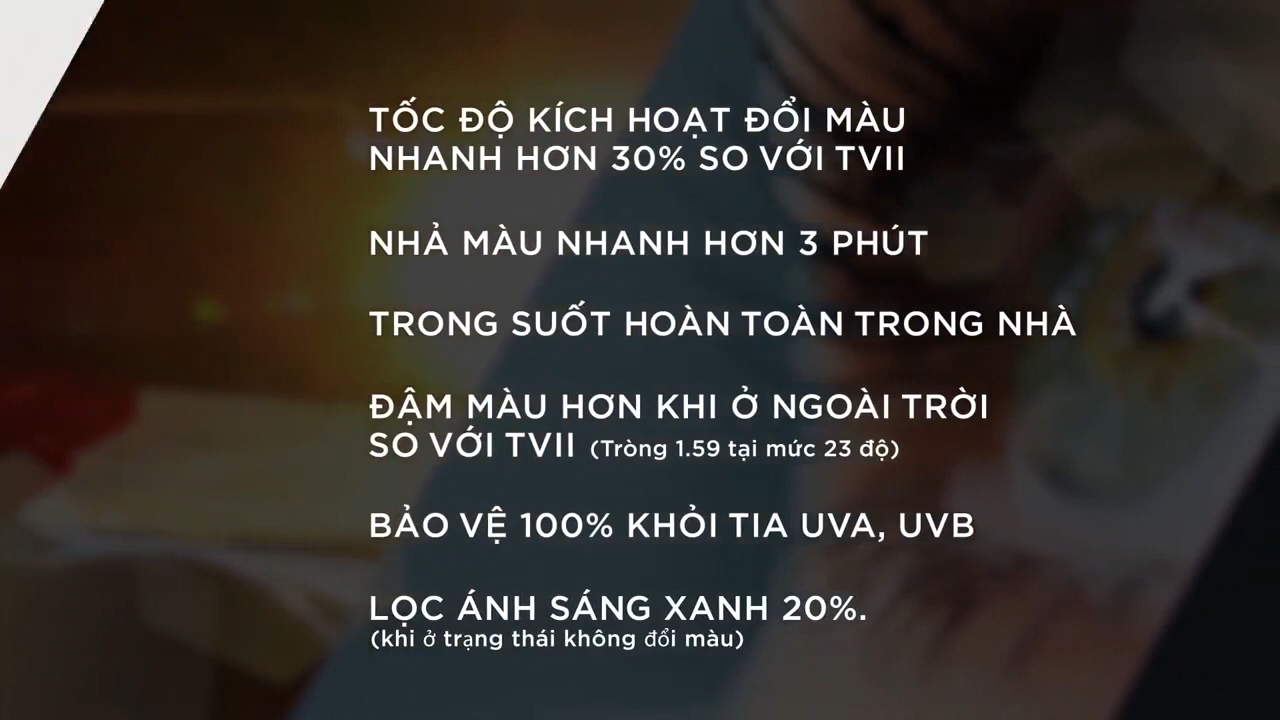 TỐC ĐỘ KÍCH HOẠT ĐỔI MÀU
NHANH HƠN 30% SO VỚI TVII
NHẢ MÀU NHANH HƠN 3 PHÚT
TRONG SUỐT HOÀN TOÀN TRONG NHÀ
ĐẬM MÀU HƠN KHI Ở NGOÀI TRỜI
SO VỚI TVII (Tròng 1.59 tại mức 23 độ)
BẢO VỆ 100% KHỎI TIA UVA, UVB
LỌC ÁNH SÁNG XANH 20%.
(khi ở trạng thái không đổi màu)